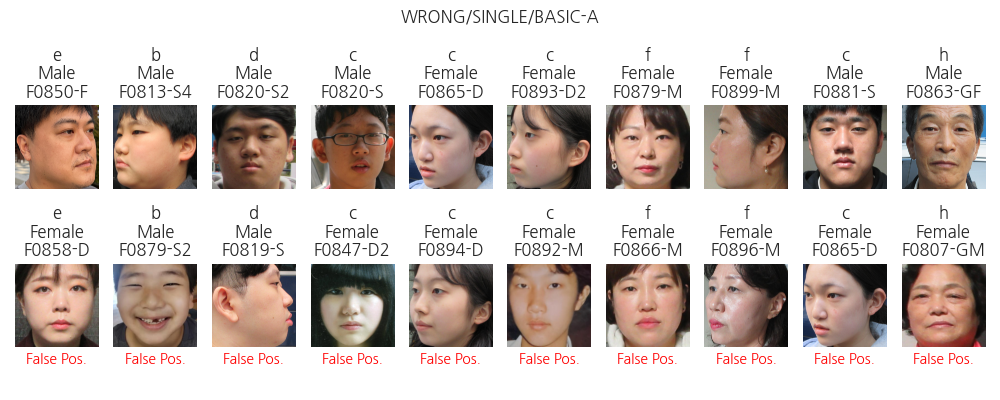 WRONG/SINGLE/BASIC-A
e b d c c c f f c h
Male Male Male Male Female Female Female Female Male Male
F0850-F F0813-S4 F0820-S2 F0820-S F0865-D F0893-D2 F0879-M F0899-M F0881-S F0863-GF
e b d c c c f f c h
Female Male Male Female Female Female Female Female Female Female
F0858-D F0879-S2 F0819-S F0847-D2 F0894-D F0892-M F0866-M F0896-M F0865-D F0807-GM
False Pos. False Pos. False Pos. False Pos. False Pos. False Pos. False Pos. False Pos. False Pos. False Pos.